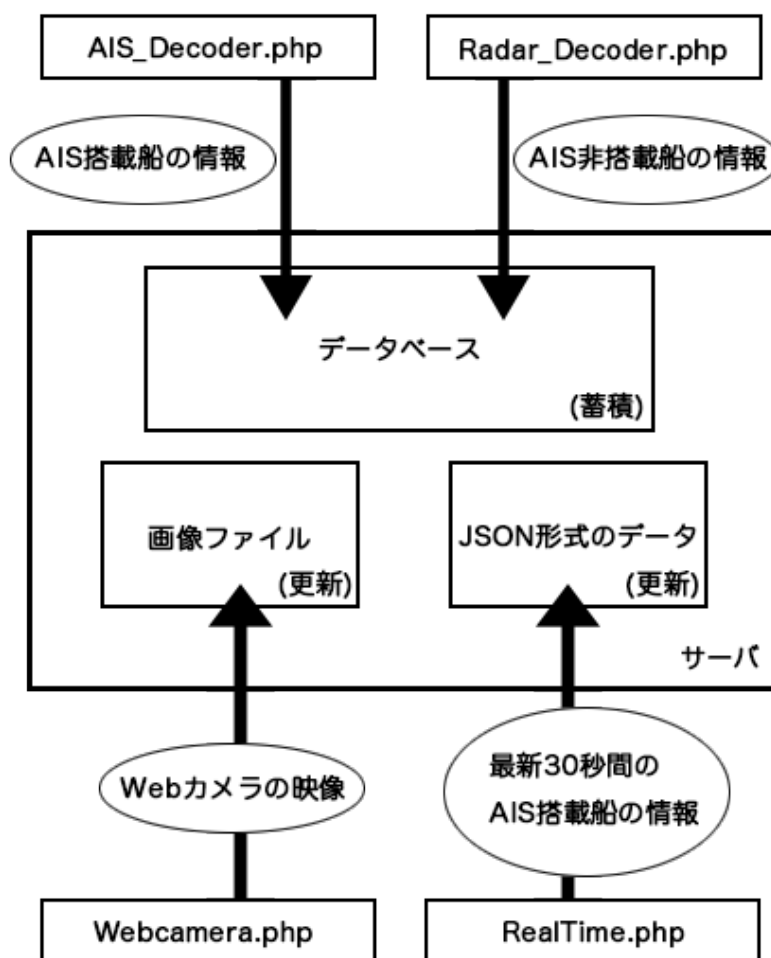 AIS_Decoder.php
Radar_Decoder.php
AIS搭載船の情報
AIS非搭載船の情報
データベース
(蓄積)
画像ファイル
(更新)
JSON形式のデータ
(更新)
サーバ
Webカメラの映像
最新30秒間の
AIS搭載船の情報
Webcamera.php
RealTime.php